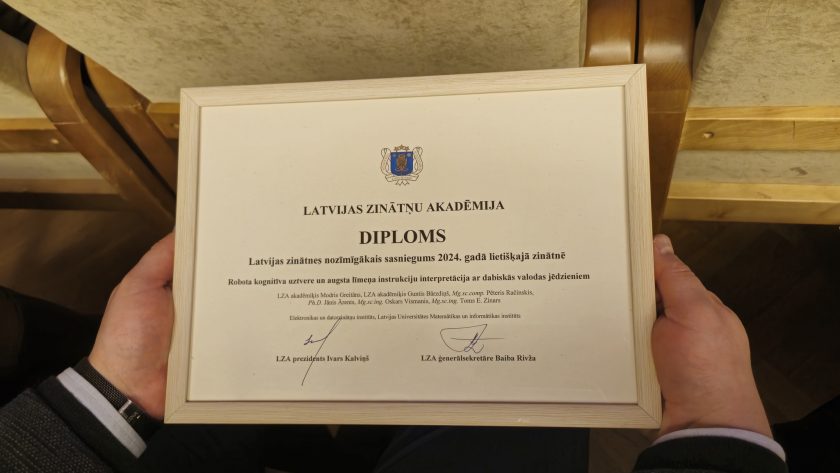 LATVIJAS ZINĀTŅU AKADĒMIJA
DIPLOMS
Latvijas zinātnes nozīmīgākais sasniegums 2024. gadā lietišķajā zinātnē
Robota kognitīva uztvere un augsta līmeņa instrukciju interpretācija ar dabiskās valodas jēdzieniem
LZA akadēmiķis Modris Greitāns, LZA akadēmiķis Guntis Bārzdiņš, Mg.sc.comp. Pēteris Račinskis,
Ph.D. Jānis Ārents, Mg.sc.ing. Oskars Vismanis, Mg.sc.ing. Toms E. Zinars
Elektronikas un datorzinātņu institūts, Latvijas Universitātes Matemātikas un informātikas institūts
LZA prezidents Ivars Kalviņš
LZA ģenerālsekretāre Baiba Rivža